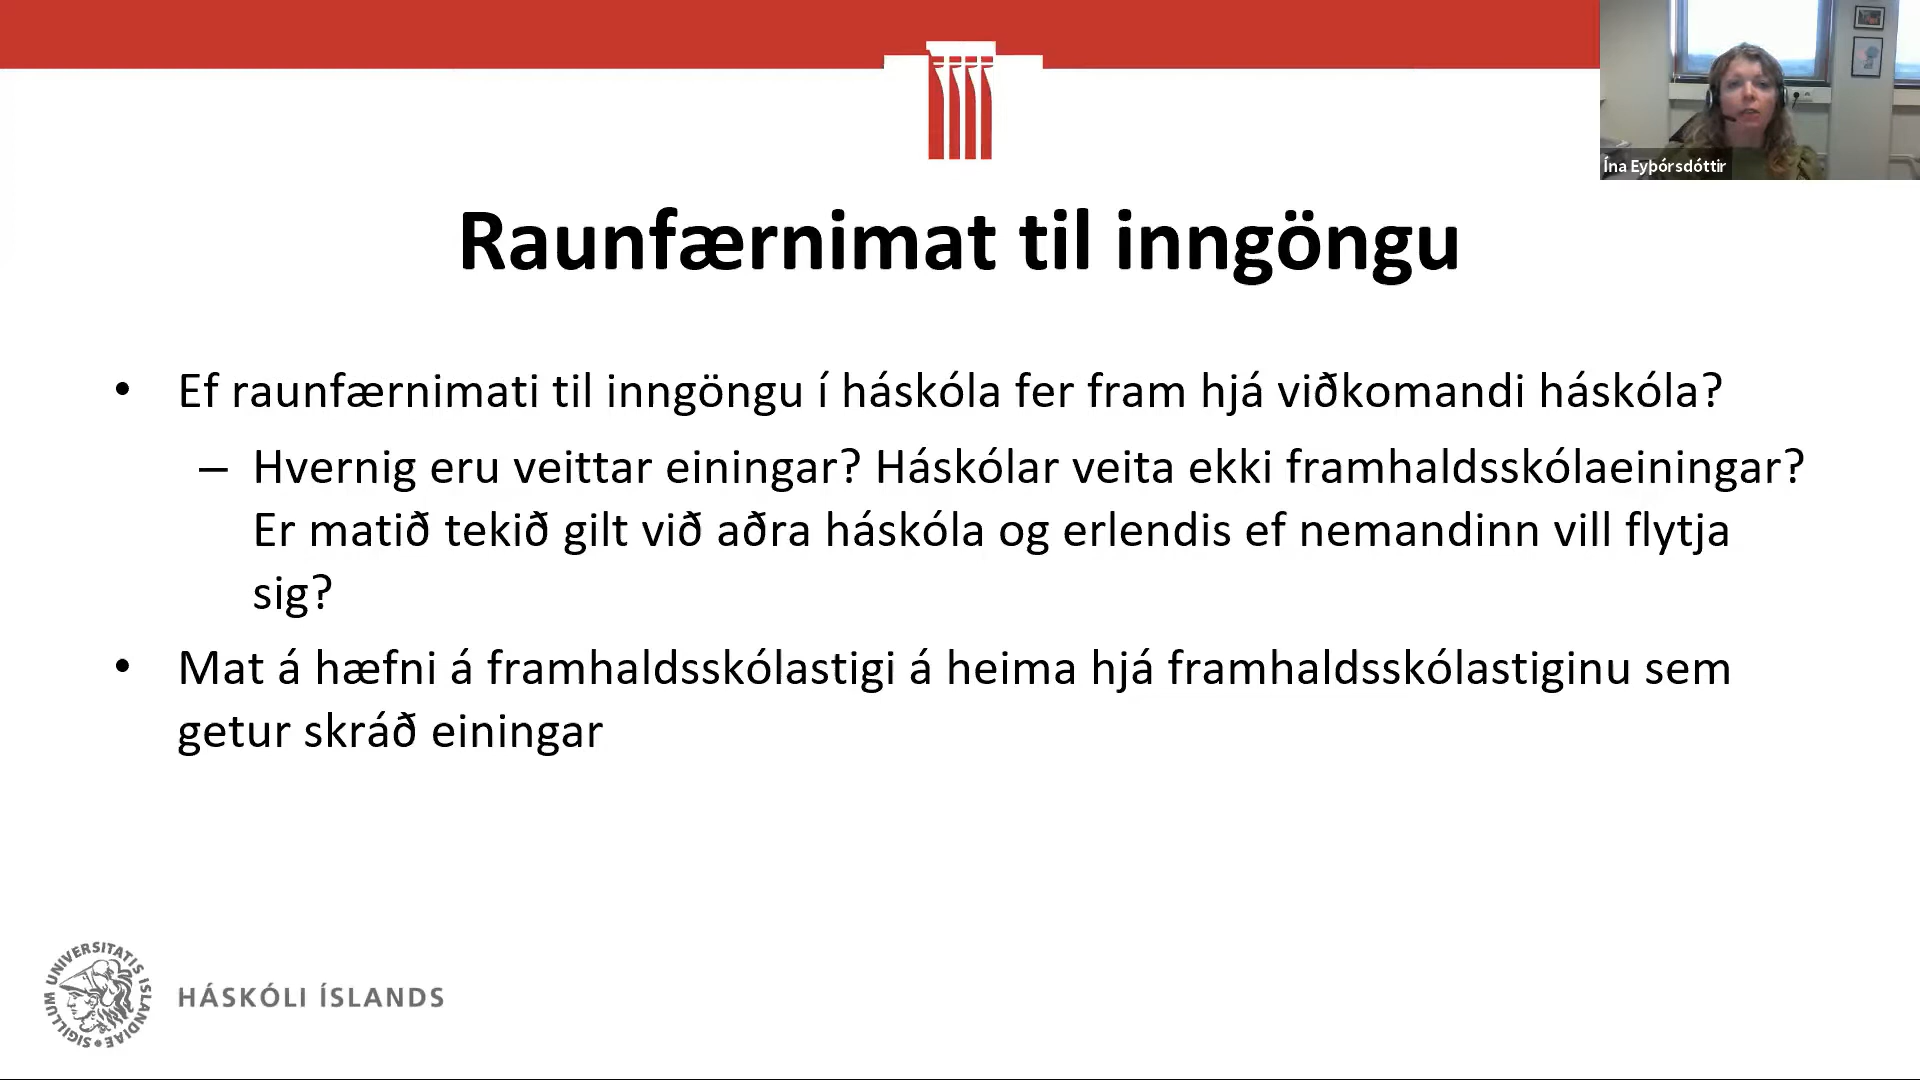 Ína Eyþórsdóttir
Raunfærnimat til inngöngu
• Ef raunfærnimati til inngöngu í háskóla fer fram hjá viðkomandi háskóla?
– Hvernig eru veittar einingar? Háskólar veita ekki framhaldsskólaeiningar?
Er matið tekið gilt við aðra háskóla og erlendis ef nemandinn vill flytja
sig?
• Mat á hæfni á framhaldsskólastigi á heima hjá framhaldsskólastiginu sem
getur skráð einingar
SIGILLUM UNIVERSITATIS ISLANDIAE
HÁSKÓLI ÍSLANDS